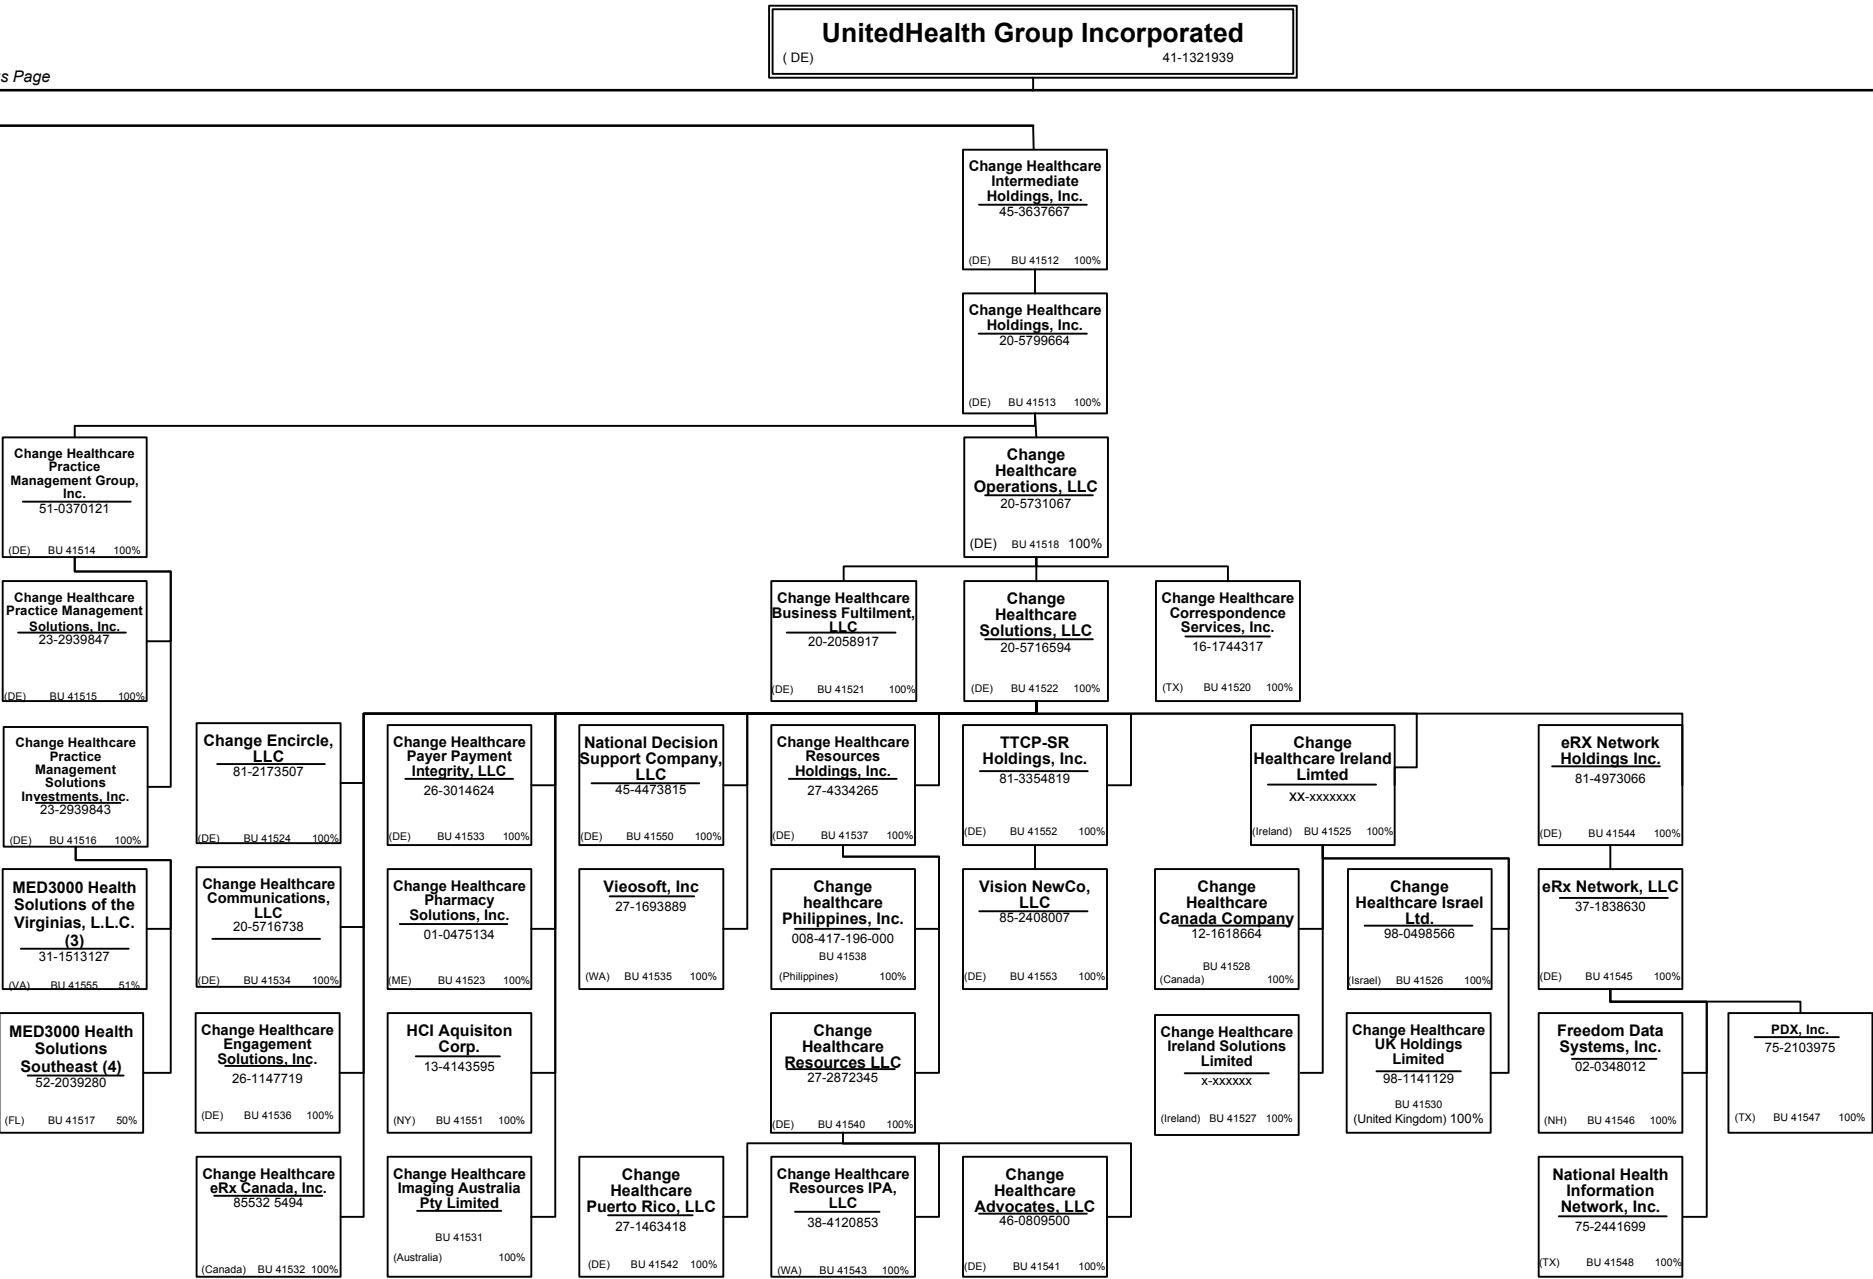 UnitedHealth Group Incorporated
( DE) 41-1321939
s Page
Change Healthcare
Intermediate
Holdings, Inc.
45-3637667
(DE) BU 41512 100%
Change Healthcare
Holdings, Inc.
20-5799664
(DE) BU 41513 100%
Change Healthcare
Practice
Management Group,
Inc.
51-0370121
(DE) BU 41514 100%
Change
Healthcare
Operations, LLC
20-5731067
(DE) BU 41518 100%
Change Healthcare
Practice Management
Solutions, Inc.
23-2939847
(DE) BU 41515 100%
Change Healthcare
Business Fultilment,
LLC
20-2058917
(DE) BU 41521 100%
Change
Healthcare
Solutions, LLC
20-5716594
(DE) BU 41522 100%
Change Healthcare
Correspondence
Services, Inc.
16-1744317
(TX) BU 41520 100%
Change Healthcare
Practice
Management
Solutions
Investments, Inc.
23-2939843
(DE) BU 41516 100%
Change Encircle,
LLC
81-2173507
(DE) BU 41524 100%
Change Healthcare
Payer Payment
Integrity, LLC
26-3014624
(DE) BU 41533 100%
National Decision
Support Company,
LLC
45-4473815
(DE) BU 41550 100%
Change Healthcare
Resources
Holdings, Inc.
27-4334265
(DE) BU 41537 100%
TTCP-SR
Holdings, Inc.
81-3354819
(DE) BU 41552 100%
Change
Healthcare Ireland
Limted
XX-xxxxxxx
(Ireland) BU 41525 100%
eRX Network
Holdings Inc.
81-4973066
(DE) BU 41544 100%
MED3000 Health
Solutions of the
Virginias, L.L.C.
(3)
31-1513127
(VA) BU 41555 51%
Change Healthcare
Communications,
LLC
20-5716738
(DE) BU 41534 100%
Change Healthcare
Pharmacy
Solutions, Inc.
01-0475134
(ME) BU 41523 100%
Vieosoft, Inc
27-1693889
(WA) BU 41535 100%
Change
healthcare
Philippines, Inc.
008-417-196-000
BU 41538
(Philippines) 100%
Vision NewCo,
LLC
85-2408007
(DE) BU 41553 100%
Change
Healthcare
Canada Company
12-1618664
BU 41528
(Canada) 100%
Change
Healthcare Israel
Ltd.
98-0498566
(Israel) BU 41526 100%
eRx Network, LLC
37-1838630
(DE) BU 41545 100%
MED3000 Health
Solutions
Southeast (4)
52-2039280
(FL) BU 41517 50%
Change Healthcare
Engagement
Solutions, Inc.
26-1147719
(DE) BU 41536 100%
HCI Aquisiton
Corp.
13-4143595
(NY) BU 41551 100%
Change
Healthcare
Resources LLC
27-2872345
(DE) BU 41540 100%
Change Healthcare
Ireland Solutions
Limited
x-xxxxxx
(Ireland) BU 41527 100%
Change Healthcare
UK Holdings
Limited
98-1141129
BU 41530
(United Kingdom) 100%
Freedom Data
Systems, Inc.
02-0348012
(NH) BU 41546 100%
PDX, Inc.
75-2103975
(TX) BU 41547 100%
Change Healthcare
eRx Canada, Inc.
85532 5494
(Canada) BU 41532 100%
Change Healthcare
Imaging Australia
Pty Limited
BU 41531
(Australia) 100%
Change
Healthcare
Puerto Rico, LLC
27-1463418
(DE) BU 41542 100%
Change Healthcare
Resources IPA,
LLC
38-4120853
(WA) BU 41543 100%
Change
Healthcare
Advocates, LLC
46-0809500
(DE) BU 41541 100%
National Health
Information
Network, Inc.
75-2441699
(TX) BU 41548 100%